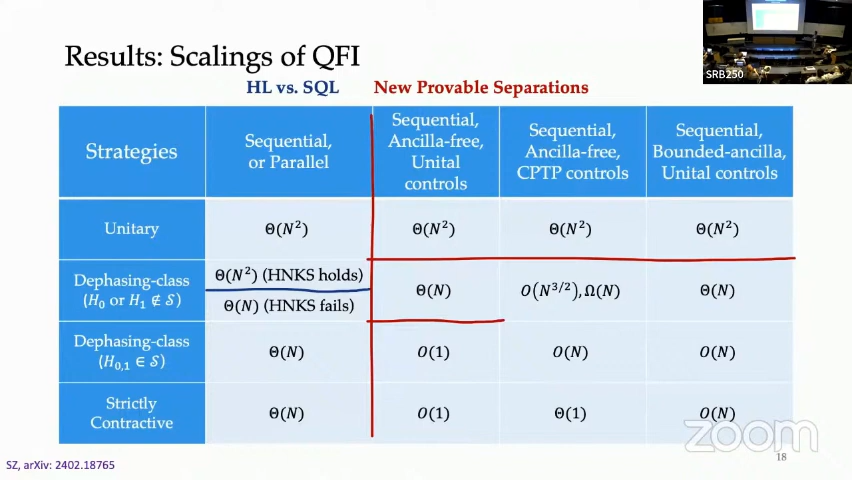 Results: Scalings of QFI
SRB250
HL vs. SQL
New Provable Separations
Strategies
Sequential,
or Parallel
Sequential,
Ancilla-free,
Unital
controls
Sequential,
Ancilla-free,
CPTP controls
Sequential,
Bounded-ancilla,
Unital controls
Unitary
Θ(N²)
Θ(N²)
Θ(N²)
Θ(N²)
Dephasing-class
(H₀ or H₁ ∉ 𝒮)
Θ(N²) (HNKS holds)
Θ(N) (HNKS fails)
Θ(N)
O(N^{3/2}), Ω(N)
Θ(N)
Dephasing-class
(H₀,₁ ∈ 𝒮)
Θ(N)
O(1)
O(N)
O(N)
Strictly
Contractive
Θ(N)
O(1)
Θ(1)
O(N)
zoom
18
SZ, arXiv: 2402.18765